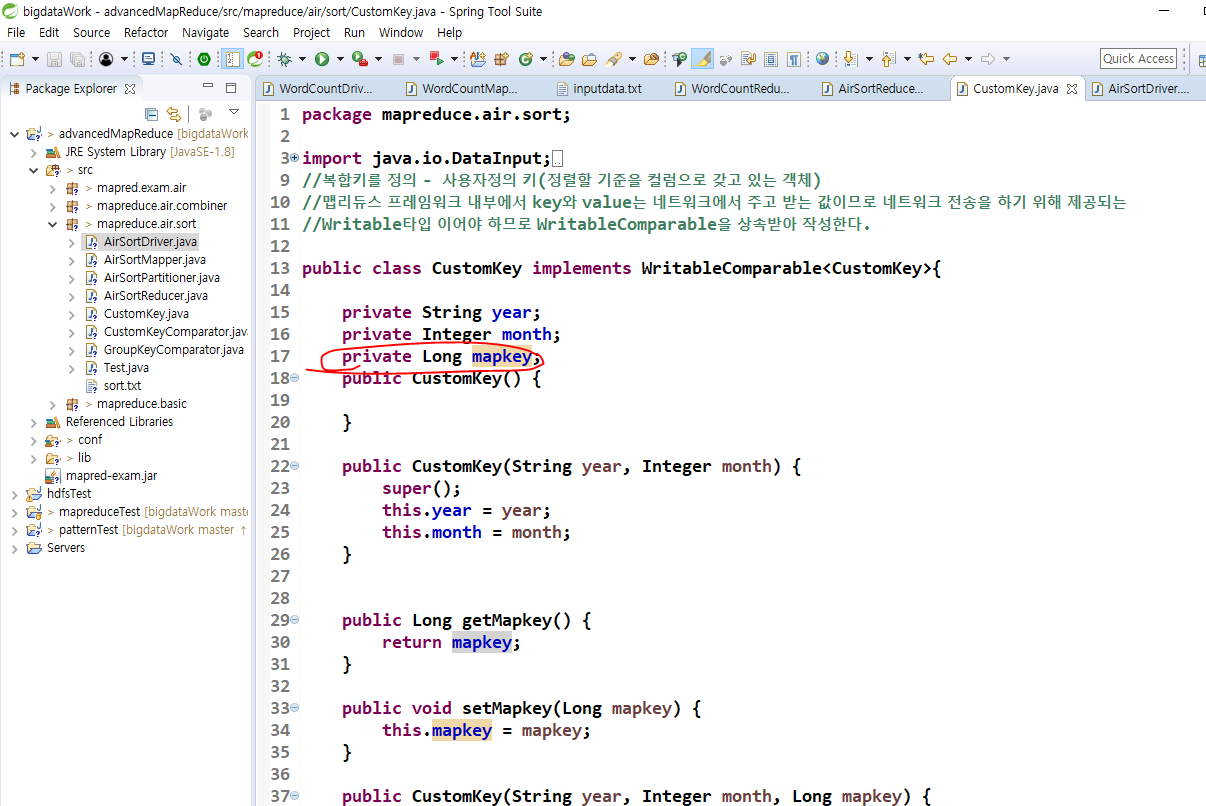 bigdataWork - advancedMapReduce/src/mapreduce/air/sort/CustomKey.java - Spring Tool Suite
File Edit Source Refactor Navigate Search Project Run Window Help
Quick Access
Package Explorer
WordCountDriv...
WordCountMap...
inputdata.txt
WordCountRedu...
AirSortReduce...
CustomKey.java
AirSortDriver....
> advancedMapReduce [bigdataWork
JRE System Library [JavaSE-1.8]
> src
> mapred.exam.air
> mapreduce.air.combiner
> mapreduce.air.sort
AirSortDriver.java
AirSortMapper.java
AirSortPartitioner.java
AirSortReducer.java
CustomKey.java
CustomKeyComparator.java
GroupKeyComparator.java
Test.java
sort.txt
> mapreduce.basic
Referenced Libraries
> conf
> lib
mapred-exam.jar
hdfsTest
> mapreduceTest [bigdataWork mast
> patternTest [bigdataWork master ↑
Servers
1 package mapreduce.air.sort;
2
3 import java.io.DataInput;
9 //복합키를 정의 - 사용자정의 키(정렬할 기준을 컬럼으로 갖고 있는 객체)
10 //맵리듀스 프레임워크 내부에서 key와 value는 네트워크에서 주고 받는 값이므로 네트워크 전송을 하기 위해 제공되는
11 //Writable타입 이어야 하므로 WritableComparable을 상속받아 작성한다.
12
13 public class CustomKey implements WritableComparable<CustomKey>{
14
15 private String year;
16 private Integer month;
17 private Long mapkey;
18 public CustomKey() {
19
20 }
21
22 public CustomKey(String year, Integer month) {
23 super();
24 this.year = year;
25 this.month = month;
26 }
27
28
29 public Long getMapkey() {
30 return mapkey;
31 }
32
33 public void setMapkey(Long mapkey) {
34 this.mapkey = mapkey;
35 }
36
37 public CustomKey(String year, Integer month, Long mapkey) {